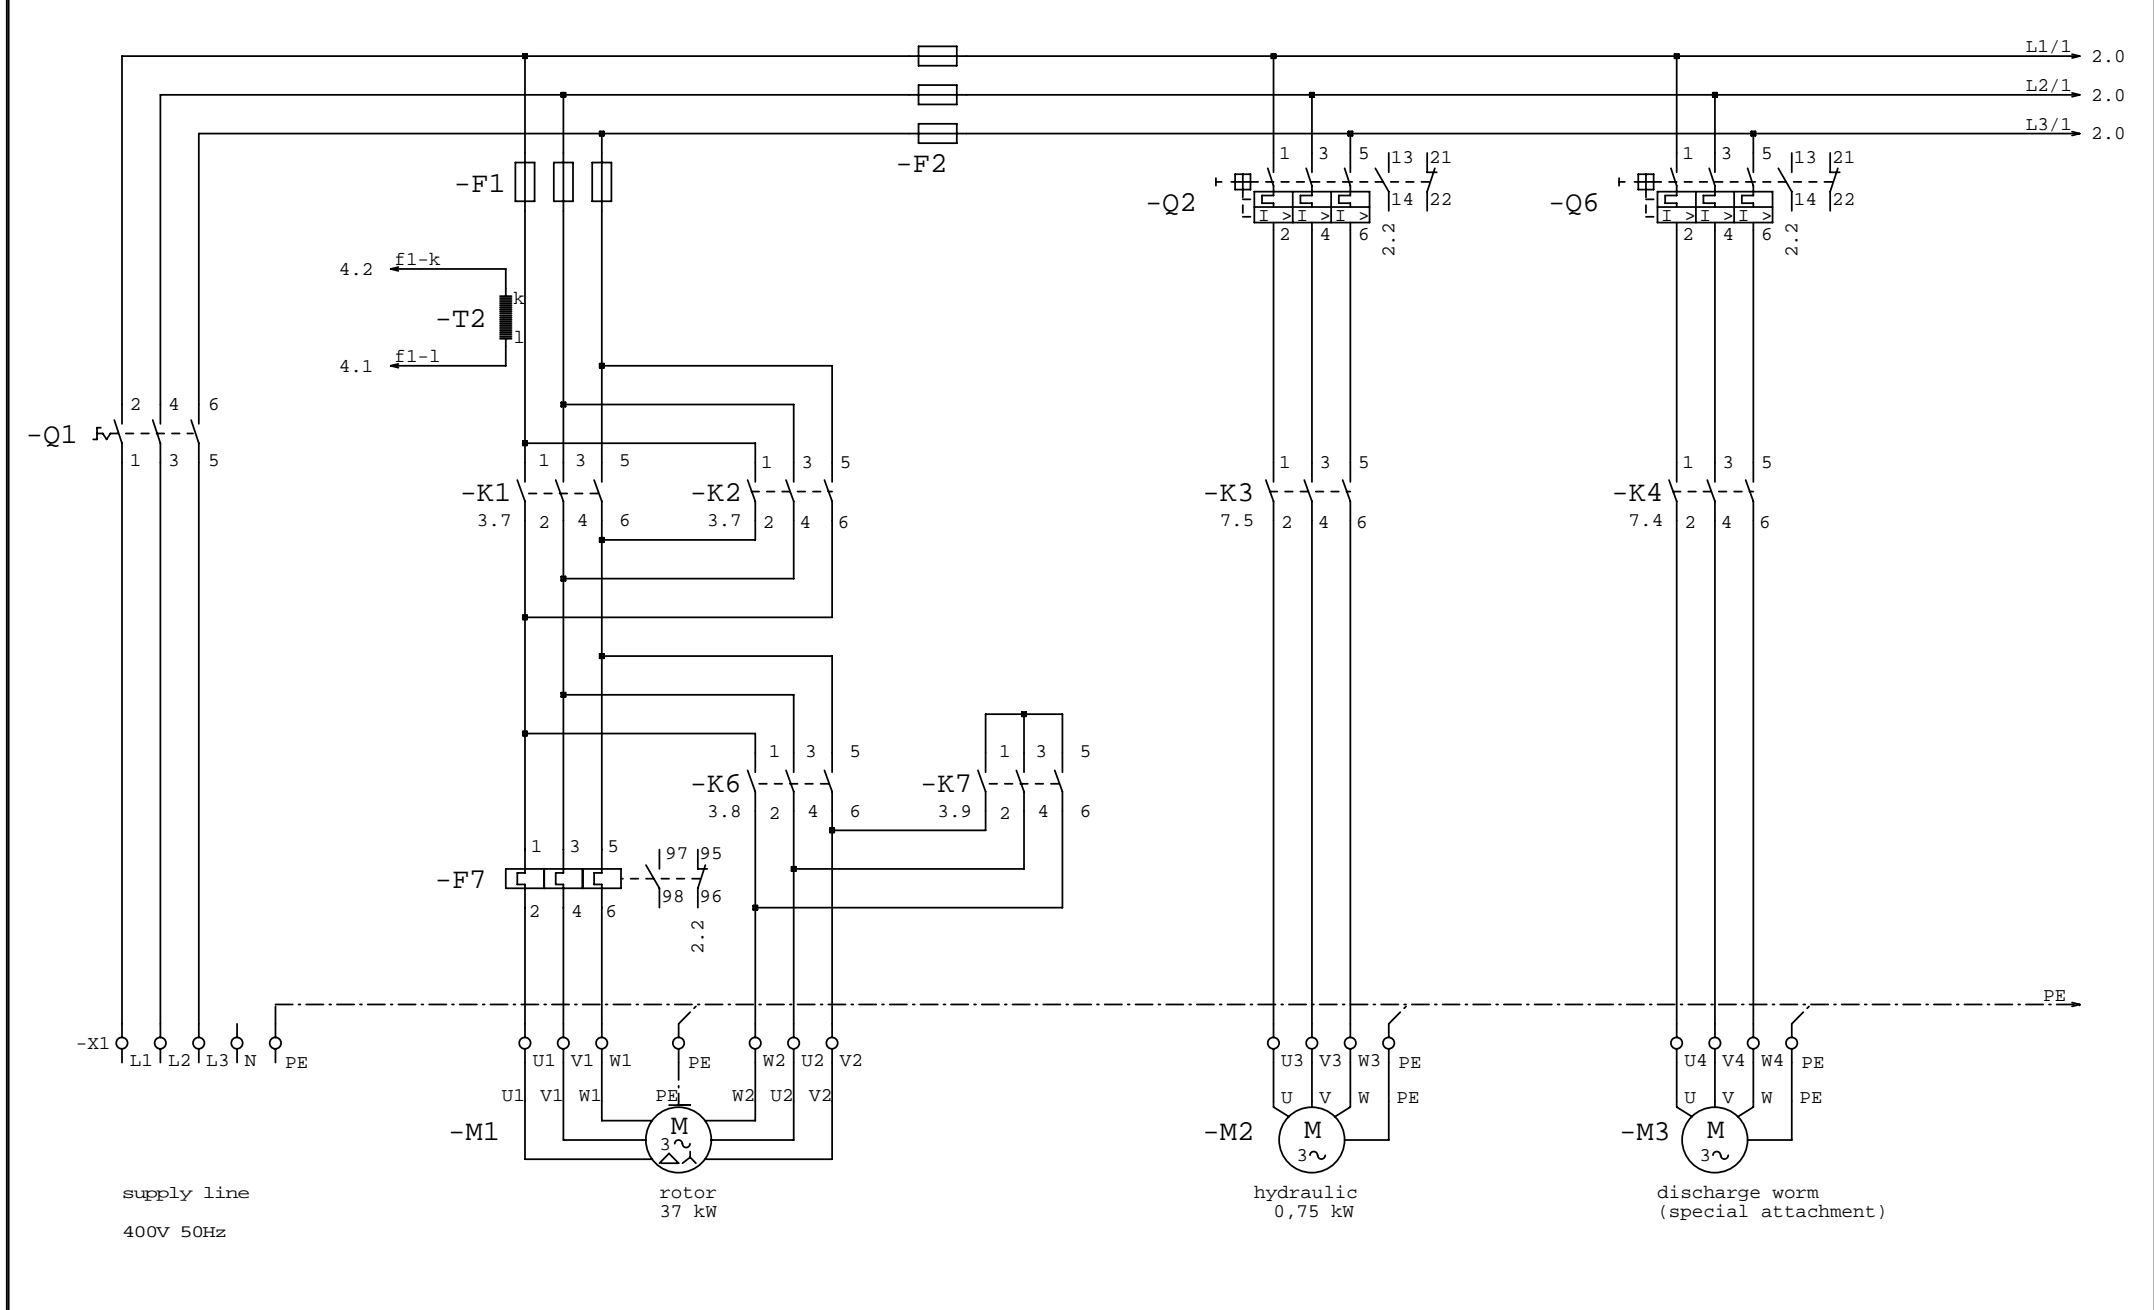 L1/1 2.0
L2/1 2.0
L3/1 2.0
-F2
-F1
1 3 5 13 21
-Q2
14 22
I > I > I >
2 4 6 2.2
1 3 5 13 21
-Q6
14 22
I > I > I >
2 4 6 2.2
4.2 f1-k
k
-T2
l
4.1 f1-l
2 4 6
-Q1
1 3 5
1 3 5
-K1
3.7 2 4 6
1 3 5
-K2
3.7 2 4 6
1 3 5
-K3
7.5 2 4 6
1 3 5
-K4
7.4 2 4 6
1 3 5
-K6
3.8 2 4 6
1 3 5
-K7
3.9 2 4 6
1 3 5 97 95
-F7
98 96
2 4 6
2.2
PE
-X1 L1 L2 L3 N PE
U1 V1 W1 PE W2 U2 V2
U3 V3 W3 PE
U4 V4 W4 PE
U1 V1 W1 PE W2 U2 V2
U V W PE
U V W PE
-M1 M
3~
-M2 M
3~
-M3 M
3~
supply line
400V 50Hz
rotor
37 kW
hydraulic
0,75 kW
discharge worm
(special attachment)